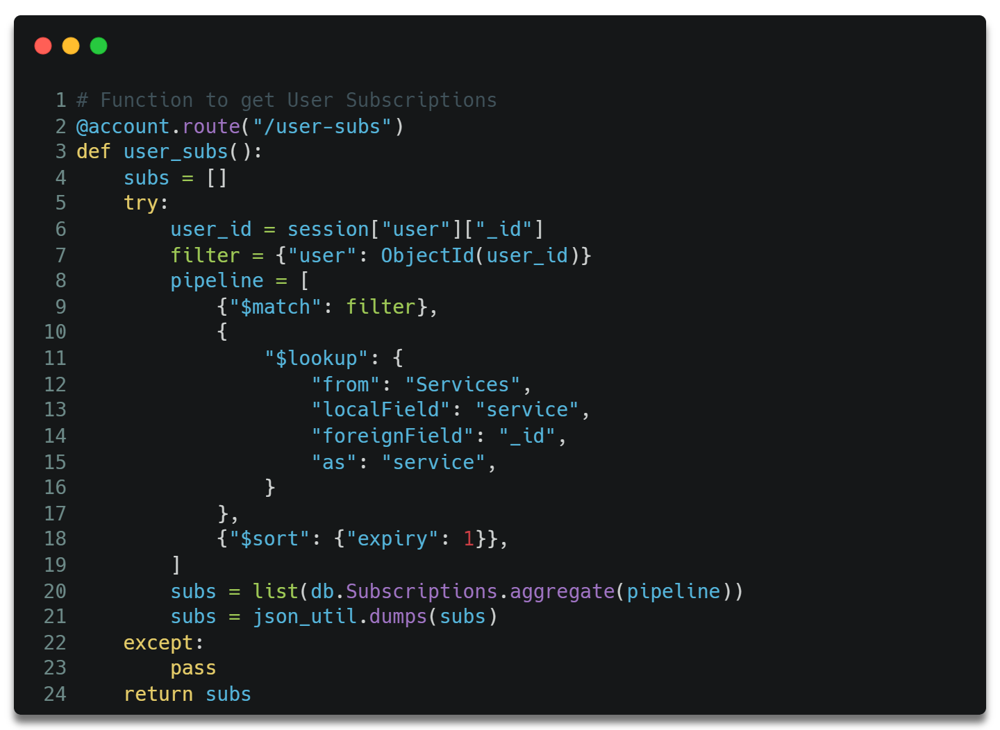 1 # Function to get User Subscriptions
2 @account.route("/user-subs")
3 def user_subs():
4     subs = []
5     try:
6         user_id = session["user"]["_id"]
7         filter = {"user": ObjectId(user_id)}
8         pipeline = [
9             {"$match": filter},
10             {
11                 "$lookup": {
12                     "from": "Services",
13                     "localField": "service",
14                     "foreignField": "_id",
15                     "as": "service",
16                 }
17             },
18             {"$sort": {"expiry": 1}},
19         ]
20         subs = list(db.Subscriptions.aggregate(pipeline))
21         subs = json_util.dumps(subs)
22     except:
23         pass
24     return subs